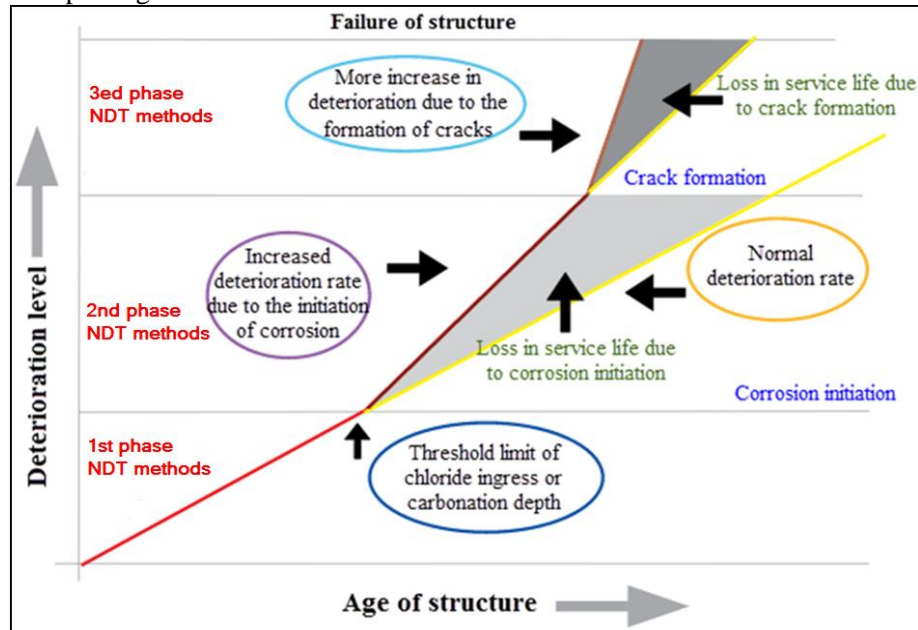 Failure of structure
3ed phase
NDT methods
More increase in
deterioration due to the
formation of cracks
Loss in service life due
to crack formation
Crack formation
Increased
deterioration rate
due to the initiation
of corrosion
Normal
deterioration rate
2nd phase
NDT methods
Loss in service life due
to corrosion initiation
Corrosion initiation
1st phase
NDT methods
Threshold limit of
chloride ingress or
carbonation depth
Deterioration level
Age of structure